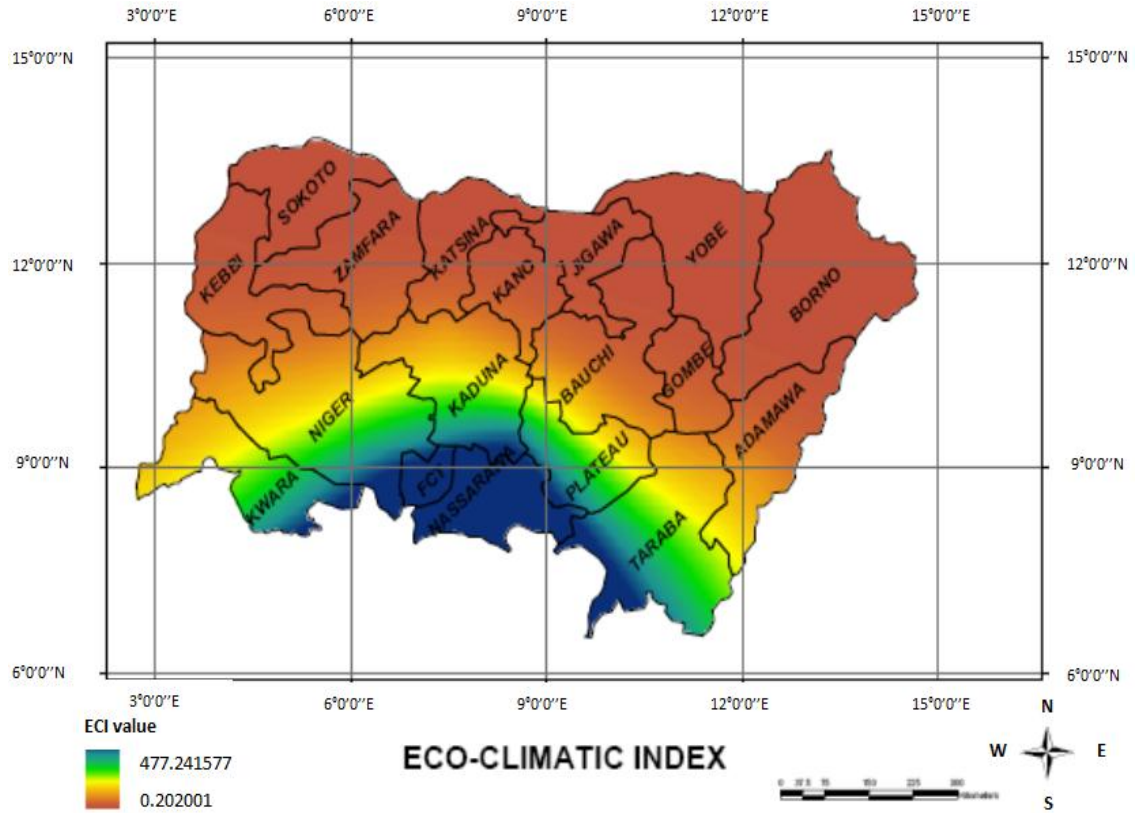 3°0'0''E 6°0'0''E 9°0'0''E 12°0'0''E 15°0'0''E
15°0'0''N 15°0'0''N
SOKOTO
ZAMFARA
KATSINA
JIGAWA
YOBE
KEBBI
KANO
12°0'0''N 12°0'0''N
BORNO
BAUCHI
GOMBE
KADUNA
NIGER
ADAMAWA
9°0'0''N 9°0'0''N
PLATEAU
KWARA
FCT
NASSARAWA
TARABA
6°0'0''N 6°0'0''N
3°0'0''E 6°0'0''E 9°0'0''E 12°0'0''E 15°0'0''E
N
ECI value
477.241577
ECO-CLIMATIC INDEX
W E
0.202001
S